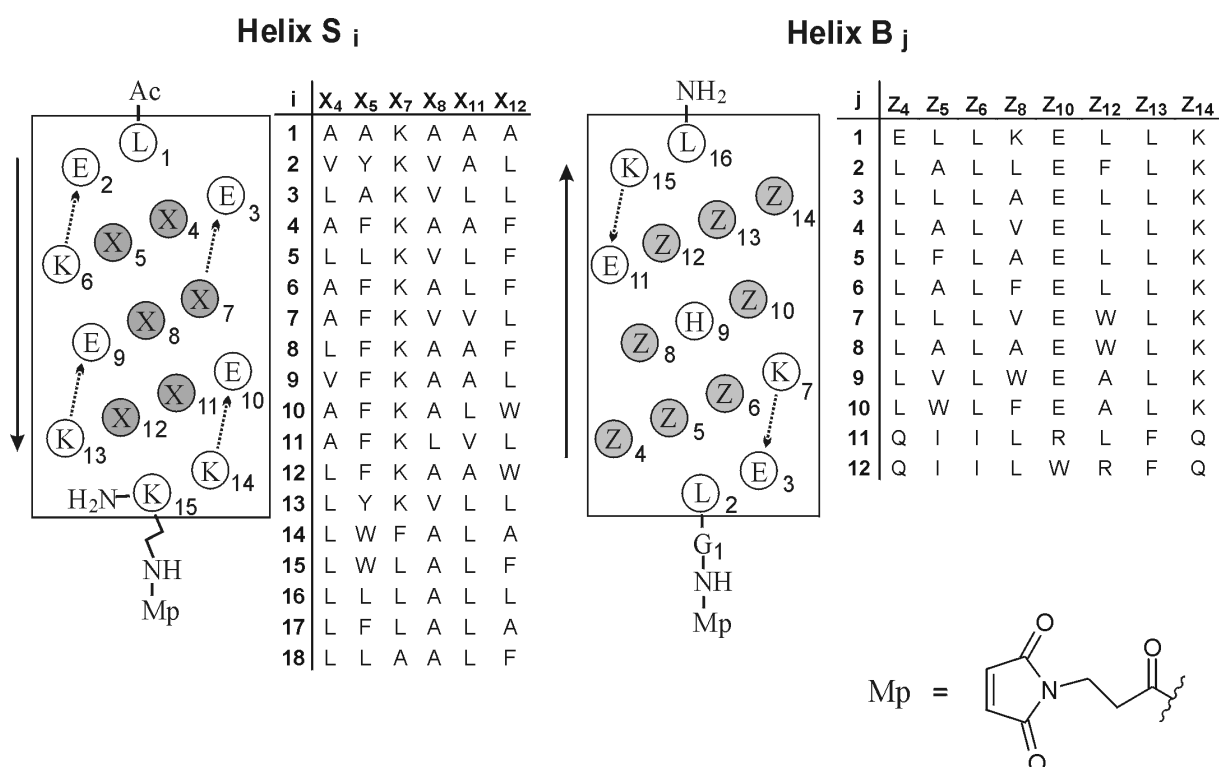 Helix S i
Helix B j
Ac
L 1
E 2
E 3
X 4
X 5
K 6
X 7
X 8
E 9
E 10
X 11
X 12
K 13
K 14
H2N K 15
NH
Mp
i X4 X5 X7 X8 X11 X12
1 A A K A A A
2 V Y K V A L
3 L A K V L L
4 A F K A A F
5 L L K V L F
6 A F K A L F
7 A F K V V L
8 L F K A A F
9 V F K A A L
10 A F K A L W
11 A F K L V L
12 L F K A A W
13 L Y K V L L
14 L W F A L A
15 L W L A L F
16 L L L A L L
17 L F L A L A
18 L L A A L F
NH2
L 16
K 15
Z 14
Z 13
Z 12
E 11
Z 10
H 9
Z 8
K 7
Z 6
Z 5
Z 4
E 3
L 2
G1
NH
Mp
j Z4 Z5 Z6 Z8 Z10 Z12 Z13 Z14
1 E L L K E L L K
2 L A L L E F L K
3 L L L A E L L K
4 L A L V E L L K
5 L F L A E L L K
6 L A L F E L L K
7 L L L V E W L K
8 L A L A E W L K
9 L V L W E A L K
10 L W L F E A L K
11 Q I I L R L F Q
12 Q I I L W R F Q
Mp =
O
O
N
O